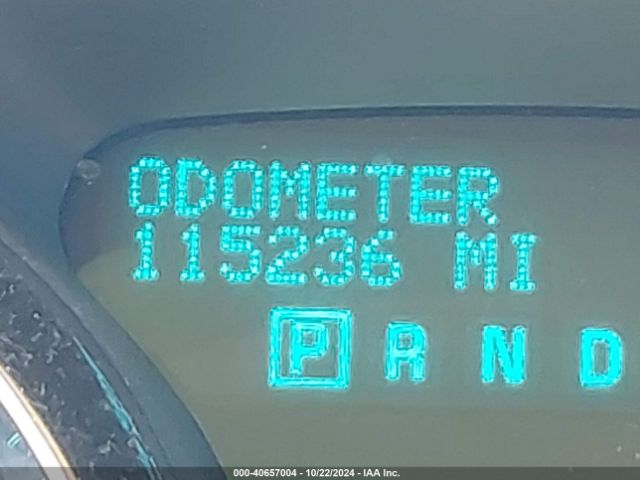 ODOMETER
115236 MI
P R N D
000-40657004 - 10/22/2024 - IAA Inc.